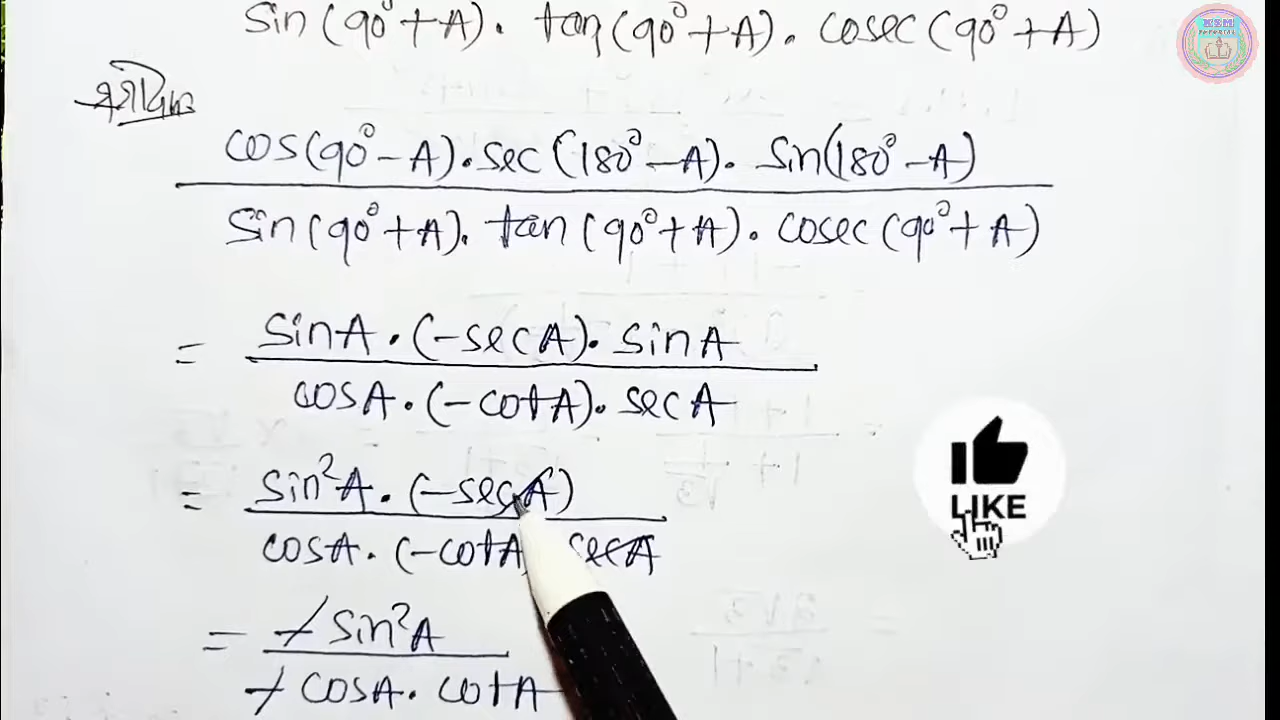 sin(90°+A). tan(90°+A). cosec(90°+A)
cos(90°-A).sec(180°-A). sin(180°-A)
sin(90°+A). tan(90°+A). cosec(90°+A)
= sinA.(-secA). sinA
cosA.(-cotA). secA
= sin²A.(-secA)
cosA.(-cotA secA
= - sin²A
- cosA. cotA
LIKE